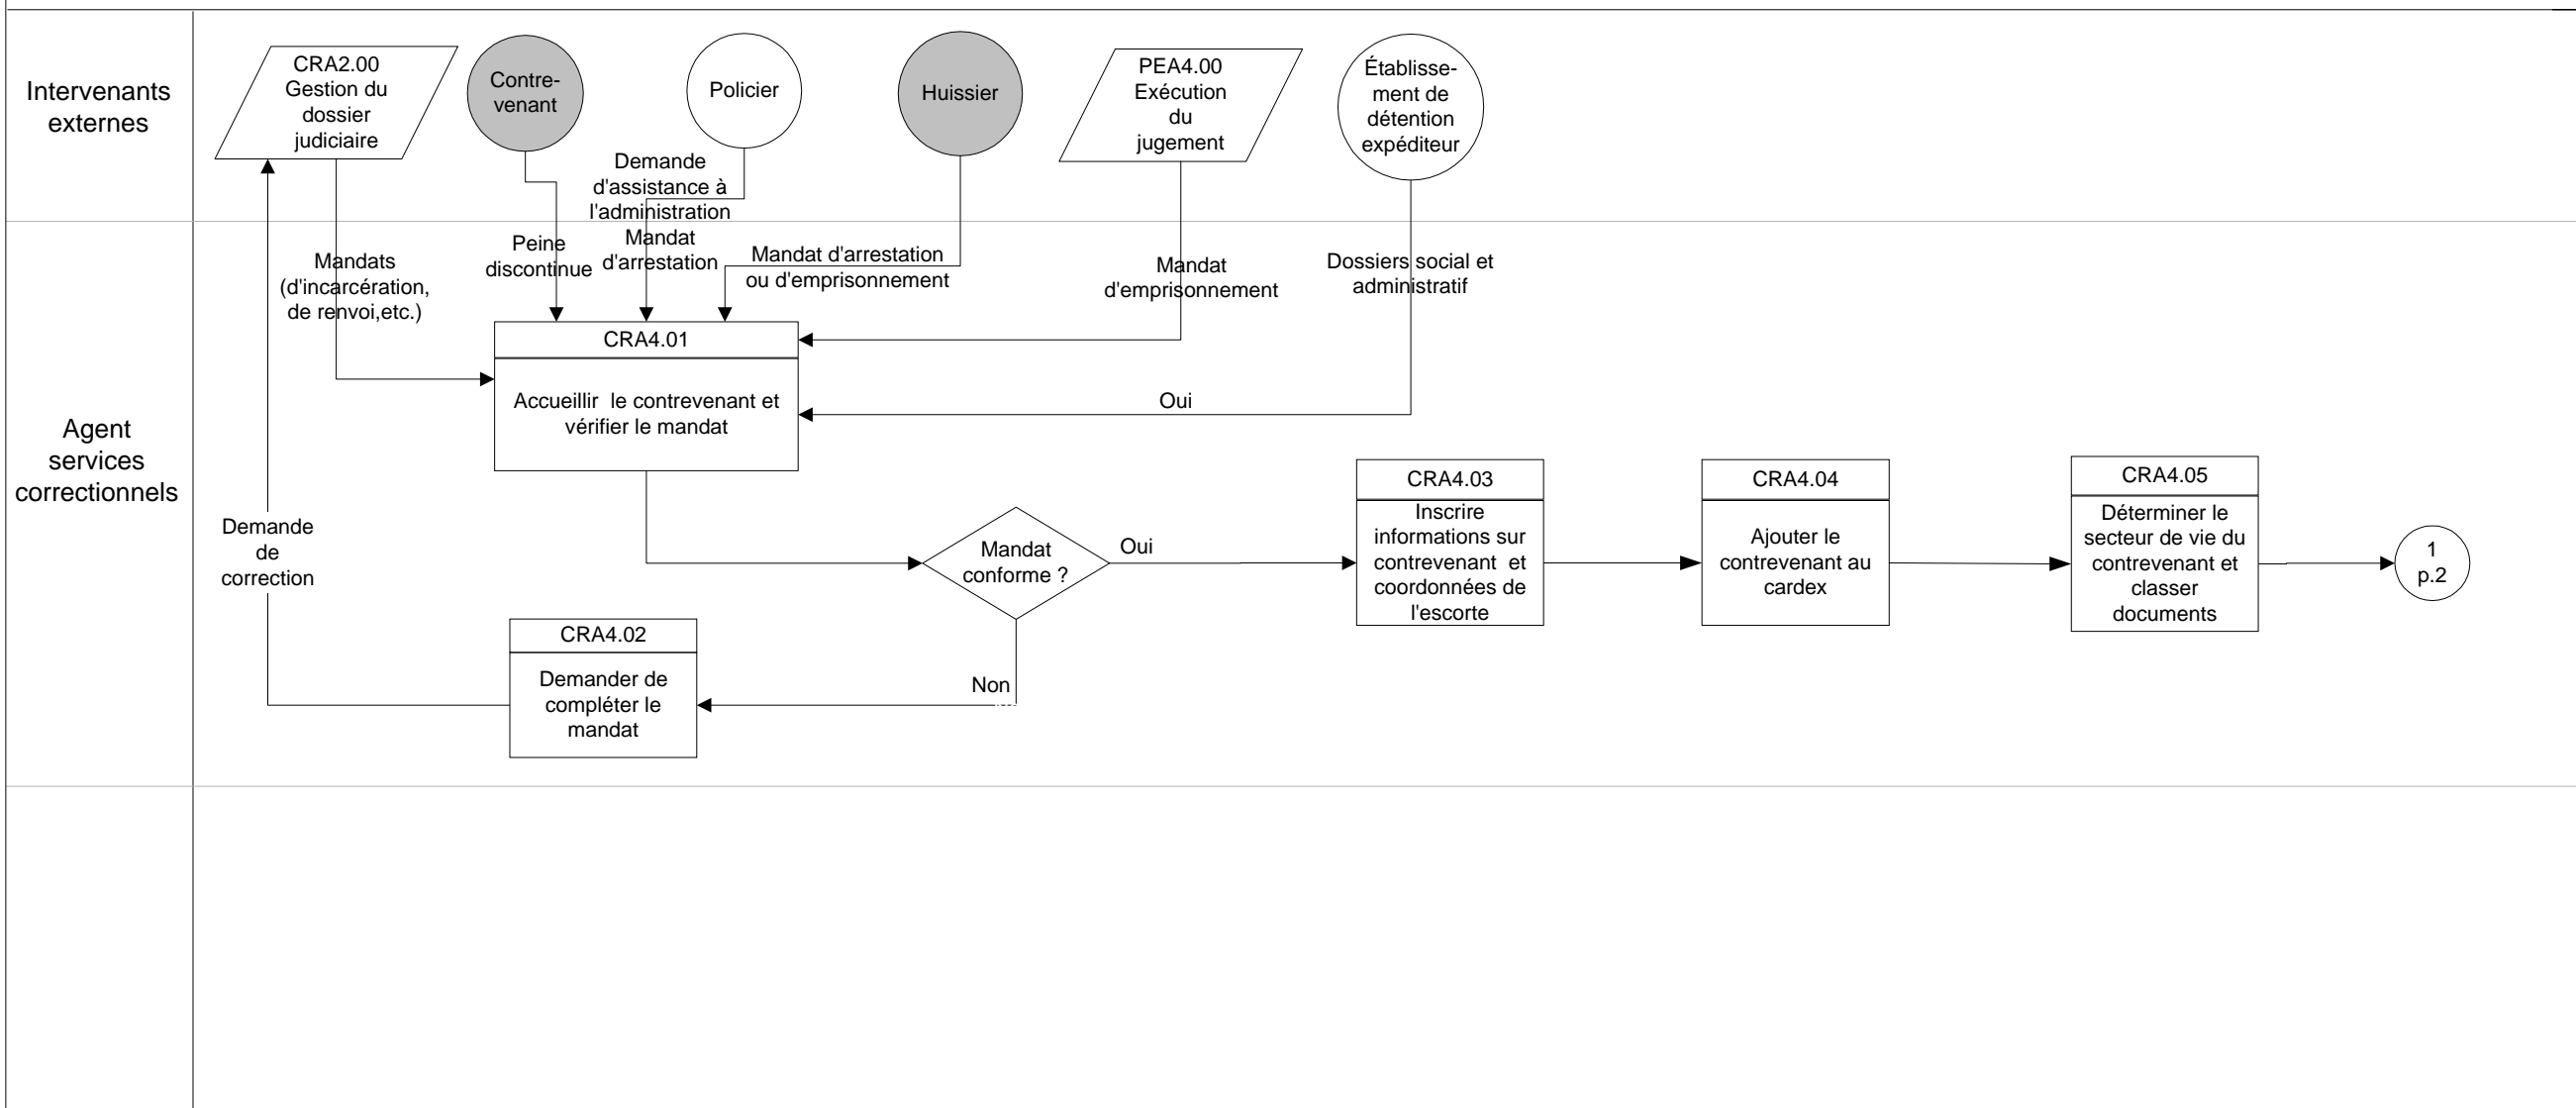 Intervenants
externes
CRA2.00
Gestion du
dossier
judiciaire
Contre-
venant
Policier
Huissier
PEA4.00
Exécution
du
jugement
Établisse-
ment de
détention
expéditeur
Mandats
(d'incarcération,
de renvoi,etc.)
Peine
discontinue
Demande
d'assistance à
l'administration
Mandat
d'arrestation
Mandat d'arrestation
ou d'emprisonnement
Mandat
d'emprisonnement
Dossiers social et
administratif
Agent
services
correctionnels
CRA4.01
Accueillir le contrevenant et
vérifier le mandat
Oui
Demande
de
correction
Mandat
conforme ?
Oui
Non
CRA4.02
Demander de
compléter le
mandat
CRA4.03
Inscrire
informations sur
contrevenant et
coordonnées de
l'escorte
CRA4.04
Ajouter le
contrevenant au
cardex
CRA4.05
Déterminer le
secteur de vie du
contrevenant et
classer
documents
1
p.2